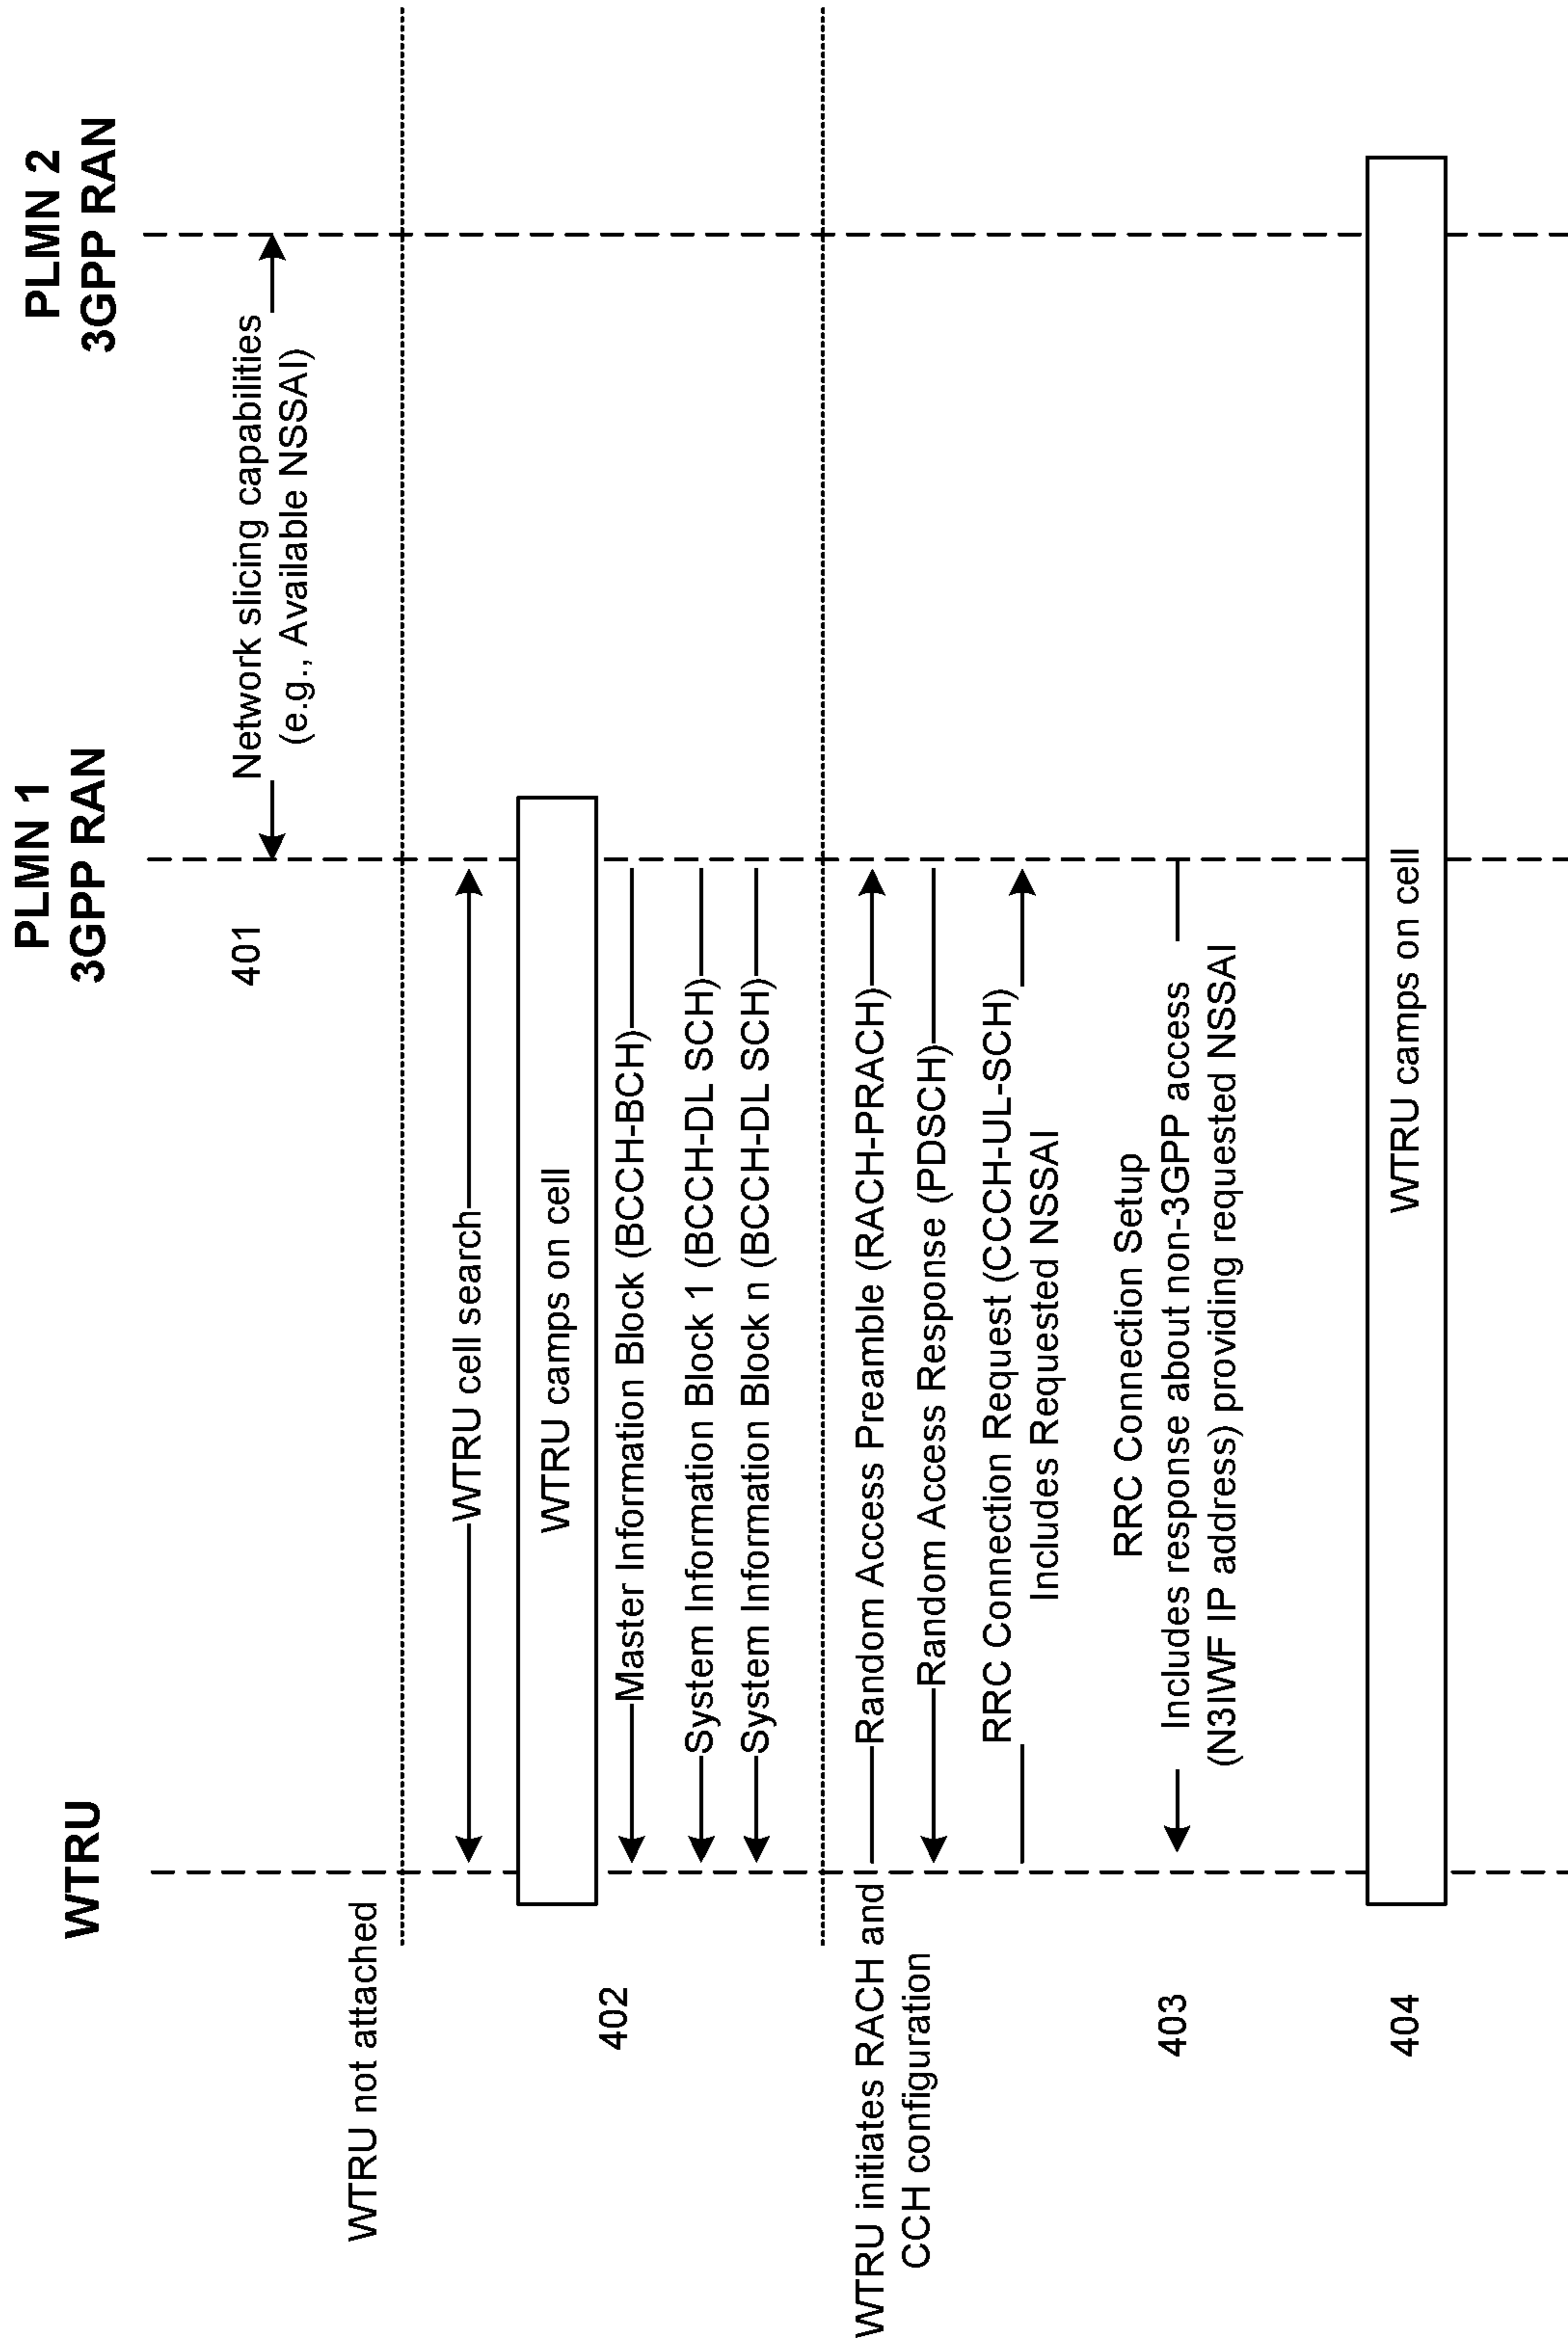 WTRU
PLMN 1
3GPP RAN
PLMN 2
3GPP RAN
401
Network slicing capabilities
(e.g., Available NSSAI)
WTRU not attached
WTRU cell search
402
WTRU camps on cell
Master Information Block (BCCH-BCH)
System Information Block 1 (BCCH-DL SCH)
System Information Block n (BCCH-DL SCH)
WTRU initiates RACH and
CCH configuration
Random Access Preamble (RACH-PRACH)
Random Access Response (PDSCH)
RRC Connection Request (CCCH-UL-SCH)
Includes Requested NSSAI
403
RRC Connection Setup
Includes response about non-3GPP access
(N3IWF IP address) providing requested NSSAI
404
WTRU camps on cell